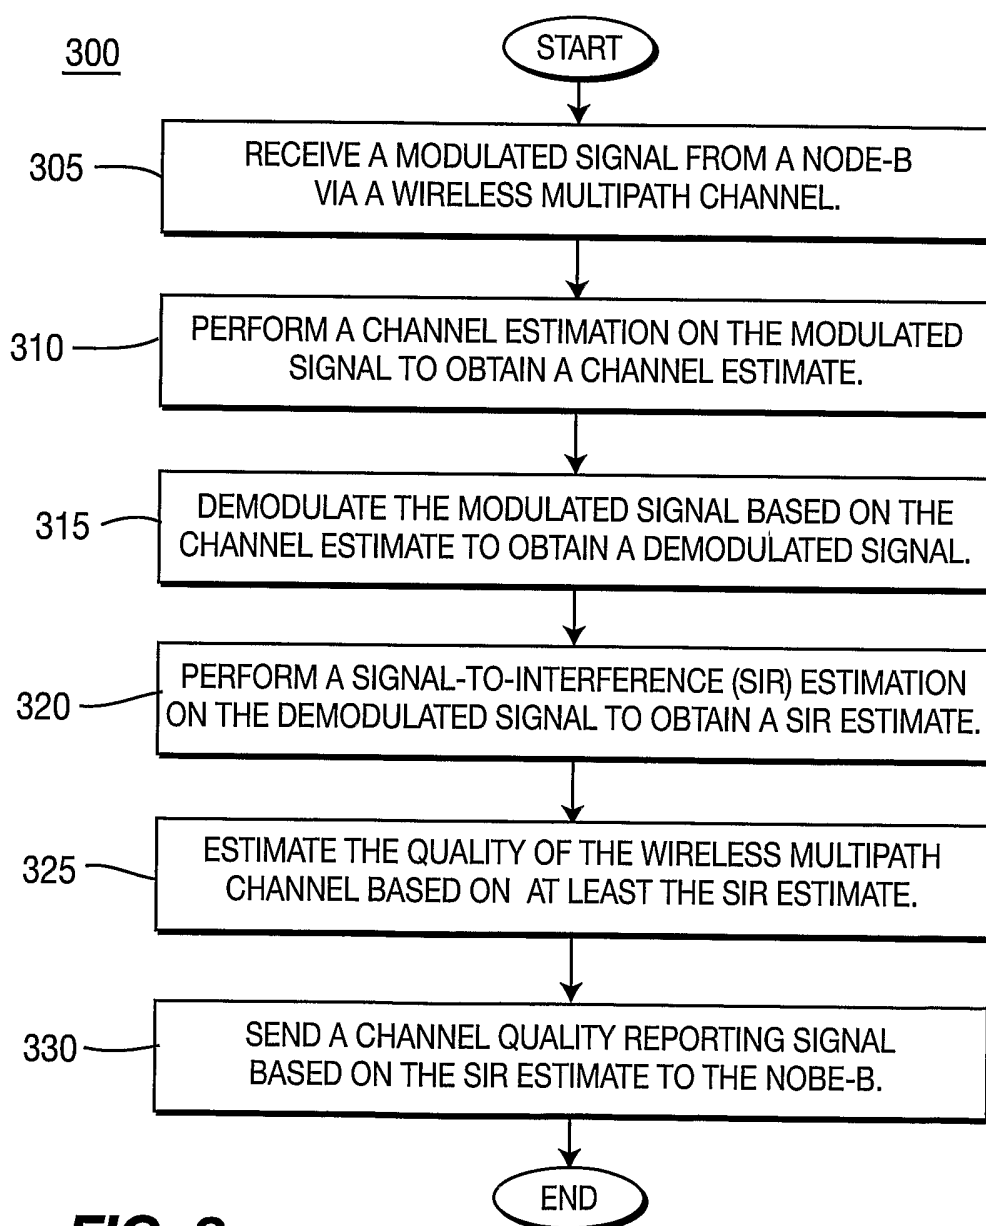 300
START
305
RECEIVE A MODULATED SIGNAL FROM A NODE-B
VIA A WIRELESS MULTIPATH CHANNEL.
310
PERFORM A CHANNEL ESTIMATION ON THE MODULATED
SIGNAL TO OBTAIN A CHANNEL ESTIMATE.
315
DEMODULATE THE MODULATED SIGNAL BASED ON THE
CHANNEL ESTIMATE TO OBTAIN A DEMODULATED SIGNAL.
320
PERFORM A SIGNAL-TO-INTERFERENCE (SIR) ESTIMATION
ON THE DEMODULATED SIGNAL TO OBTAIN A SIR ESTIMATE.
325
ESTIMATE THE QUALITY OF THE WIRELESS MULTIPATH
CHANNEL BASED ON AT LEAST THE SIR ESTIMATE.
330
SEND A CHANNEL QUALITY REPORTING SIGNAL
BASED ON THE SIR ESTIMATE TO THE NOBE-B.
END
FIG.